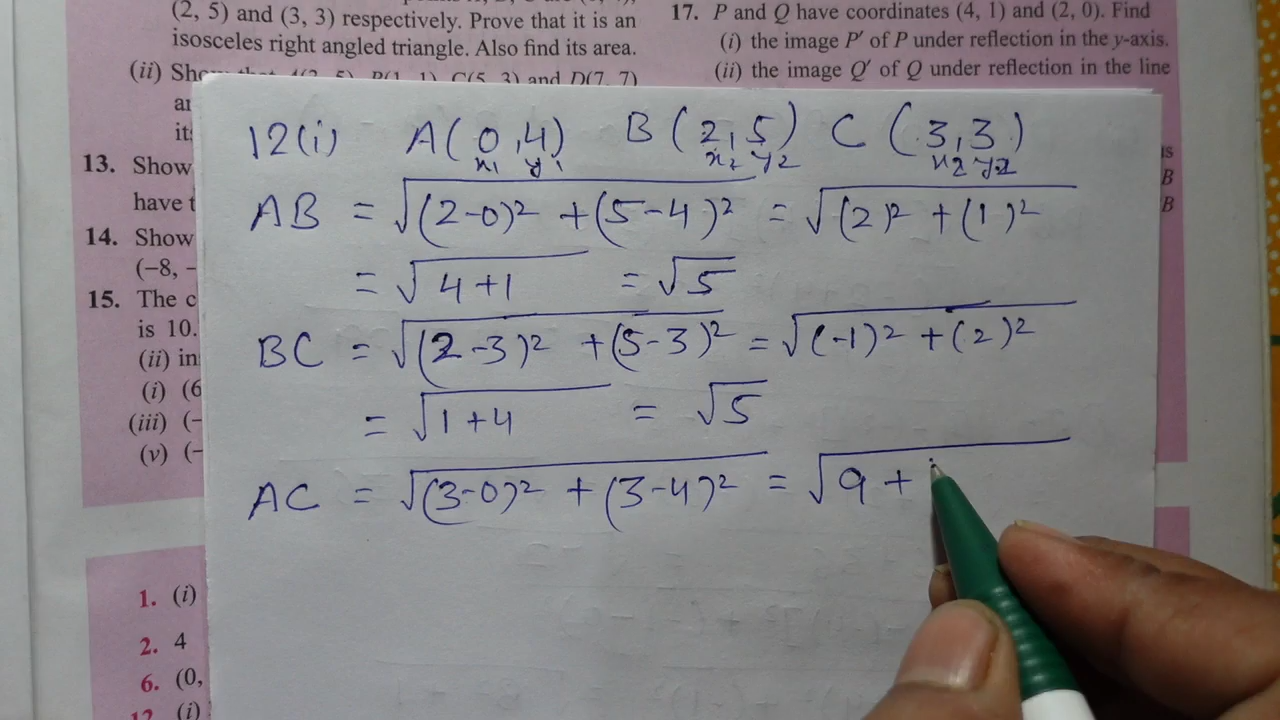 (2, 5) and (3, 3) respectively. Prove that it is an
isosceles right angled triangle. Also find its area.
(ii)
13. Show
have t
14. Show
(–8, –
15. The c
is 10.
(ii) in
(i) (6
(iii) (–
(v) (–
1. (i)
2. 4
6. (0,
12. (i)
17. P and Q have coordinates (4, 1) and (2, 0). Find
(i) the image P′ of P under reflection in the y-axis.
(ii) the image Q′ of Q under reflection in the line
is
B
B
12(i) A(0,4) B(2,5) C(3,3)
x₁ y₁ x₂ y₂ x₂ y₂
AB = √(2-0)² + (5-4)² = √(2)² + (1)²
= √4+1 = √5
BC = √(2-3)² + (5-3)² = √(-1)² + (2)²
= √1+4 = √5
AC = √(3-0)² + (3-4)² = √9 +